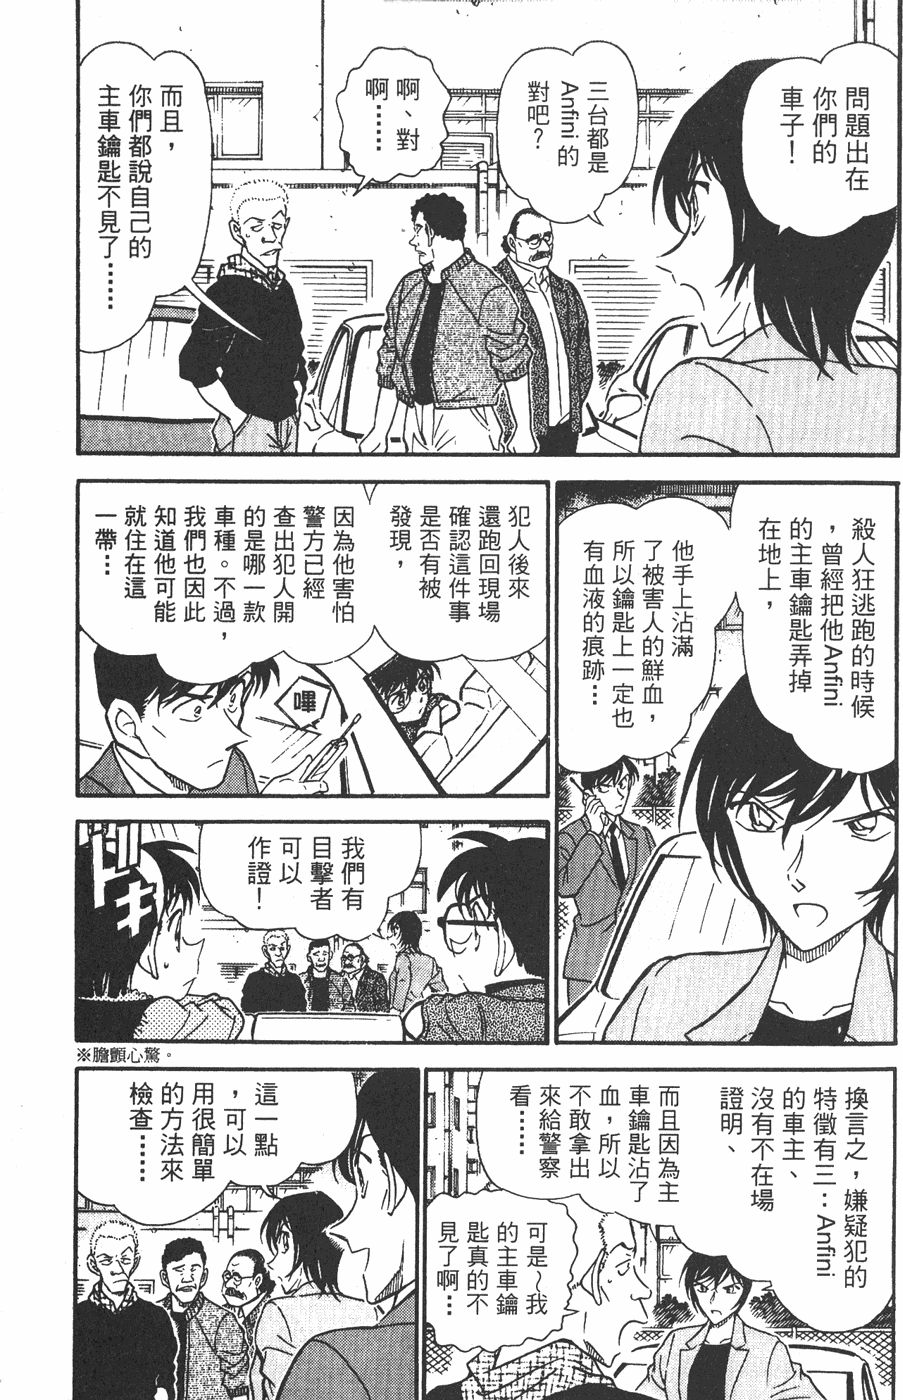 問題出在
你們的
車子！
三台都是
Anfini的
對吧？
啊、對
啊……
而且，
你們都說自己的
主車鑰匙不見了……
殺人狂逃跑的時候
，曾經把他Anfini
的主車鑰匙弄掉
在地上，
他手上沾滿
了被害人的鮮血，
所以鑰匙上一定也
有血液的痕跡…
犯人後來
還跑回現場
確認這件事
是否有被
發現，
因為他害怕
警方已經
查出犯人開
的是哪一款
車種。不過，
我們也因此
知道他可能
就住在這
一帶…
嗶
我們有
目擊者
可以
作證！
ドキ
※膽顫心驚。
換言之，嫌疑犯的
特徵有三：Anfini
的車主、
沒有不在場
證明、
而且因為主
車鑰匙沾了
血，所以
不敢拿出
來給警察
看……
可是～我
的主車鑰
匙真的不
見了啊…
這一點
，可以
用很簡單
的方法來
檢查……